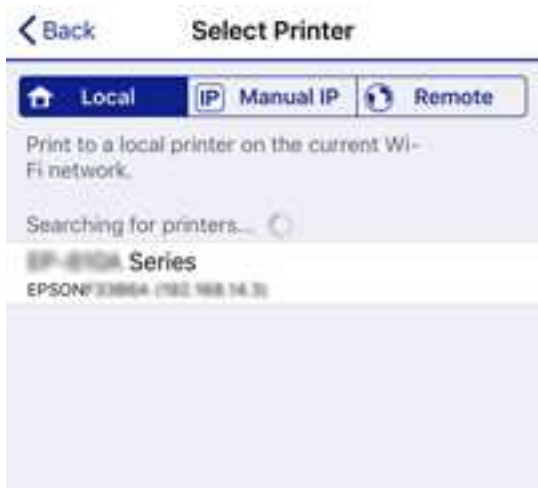 Back
Select Printer
Local
IP Manual IP
Remote
Print to a local printer on the current Wi-
Fi network.
Searching for printers...
Series
EPSON